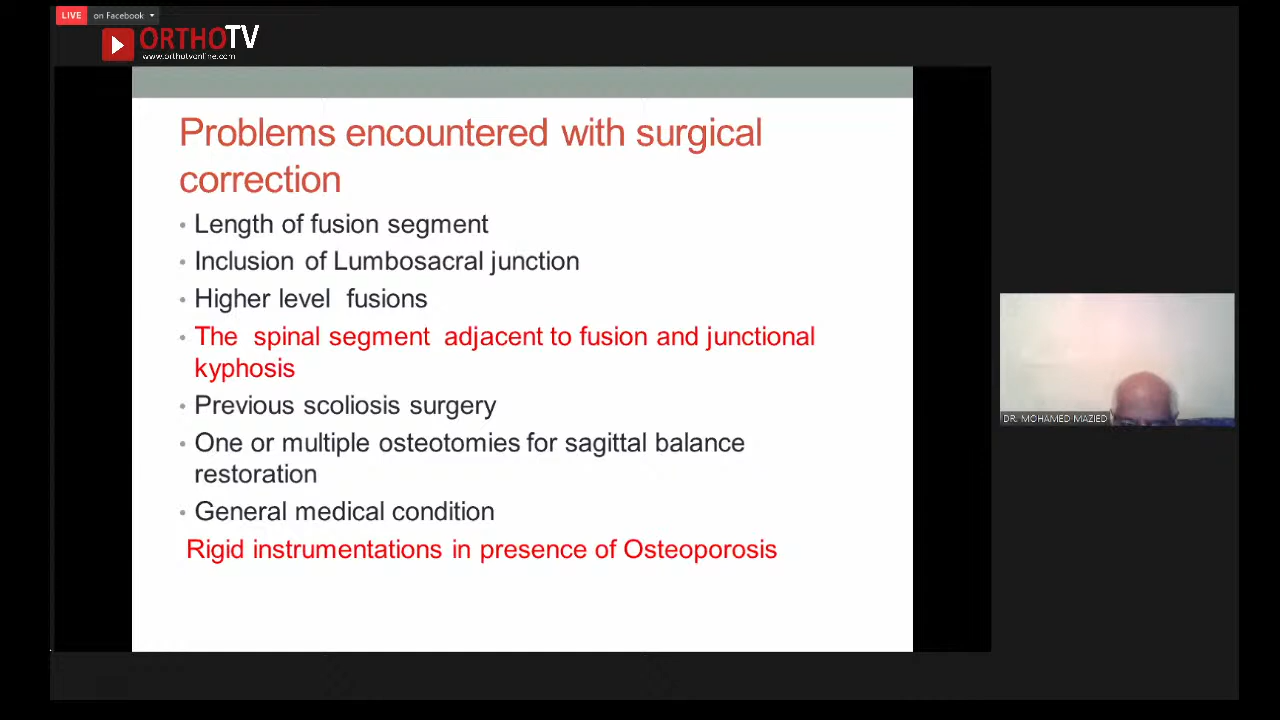 LIVE on Facebook
ORTHOTV
www.orthotvonline.com
Problems encountered with surgical
correction
• Length of fusion segment
• Inclusion of Lumbosacral junction
• Higher level fusions
• The spinal segment adjacent to fusion and junctional
kyphosis
• Previous scoliosis surgery
• One or multiple osteotomies for sagittal balance
restoration
• General medical condition
Rigid instrumentations in presence of Osteoporosis
DR. MOHAMED MAZIED